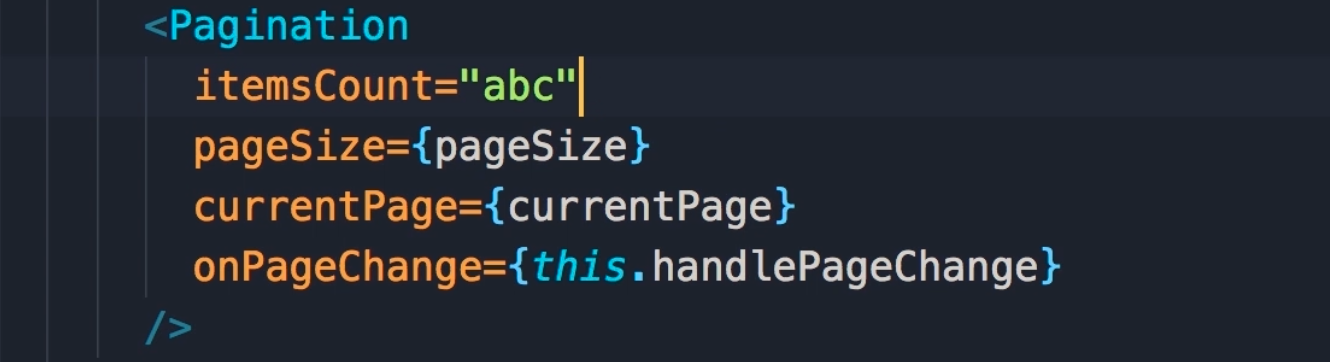 <Pagination
itemsCount="abc"
pageSize={pageSize}
currentPage={currentPage}
onPageChange={this.handlePageChange}
/>